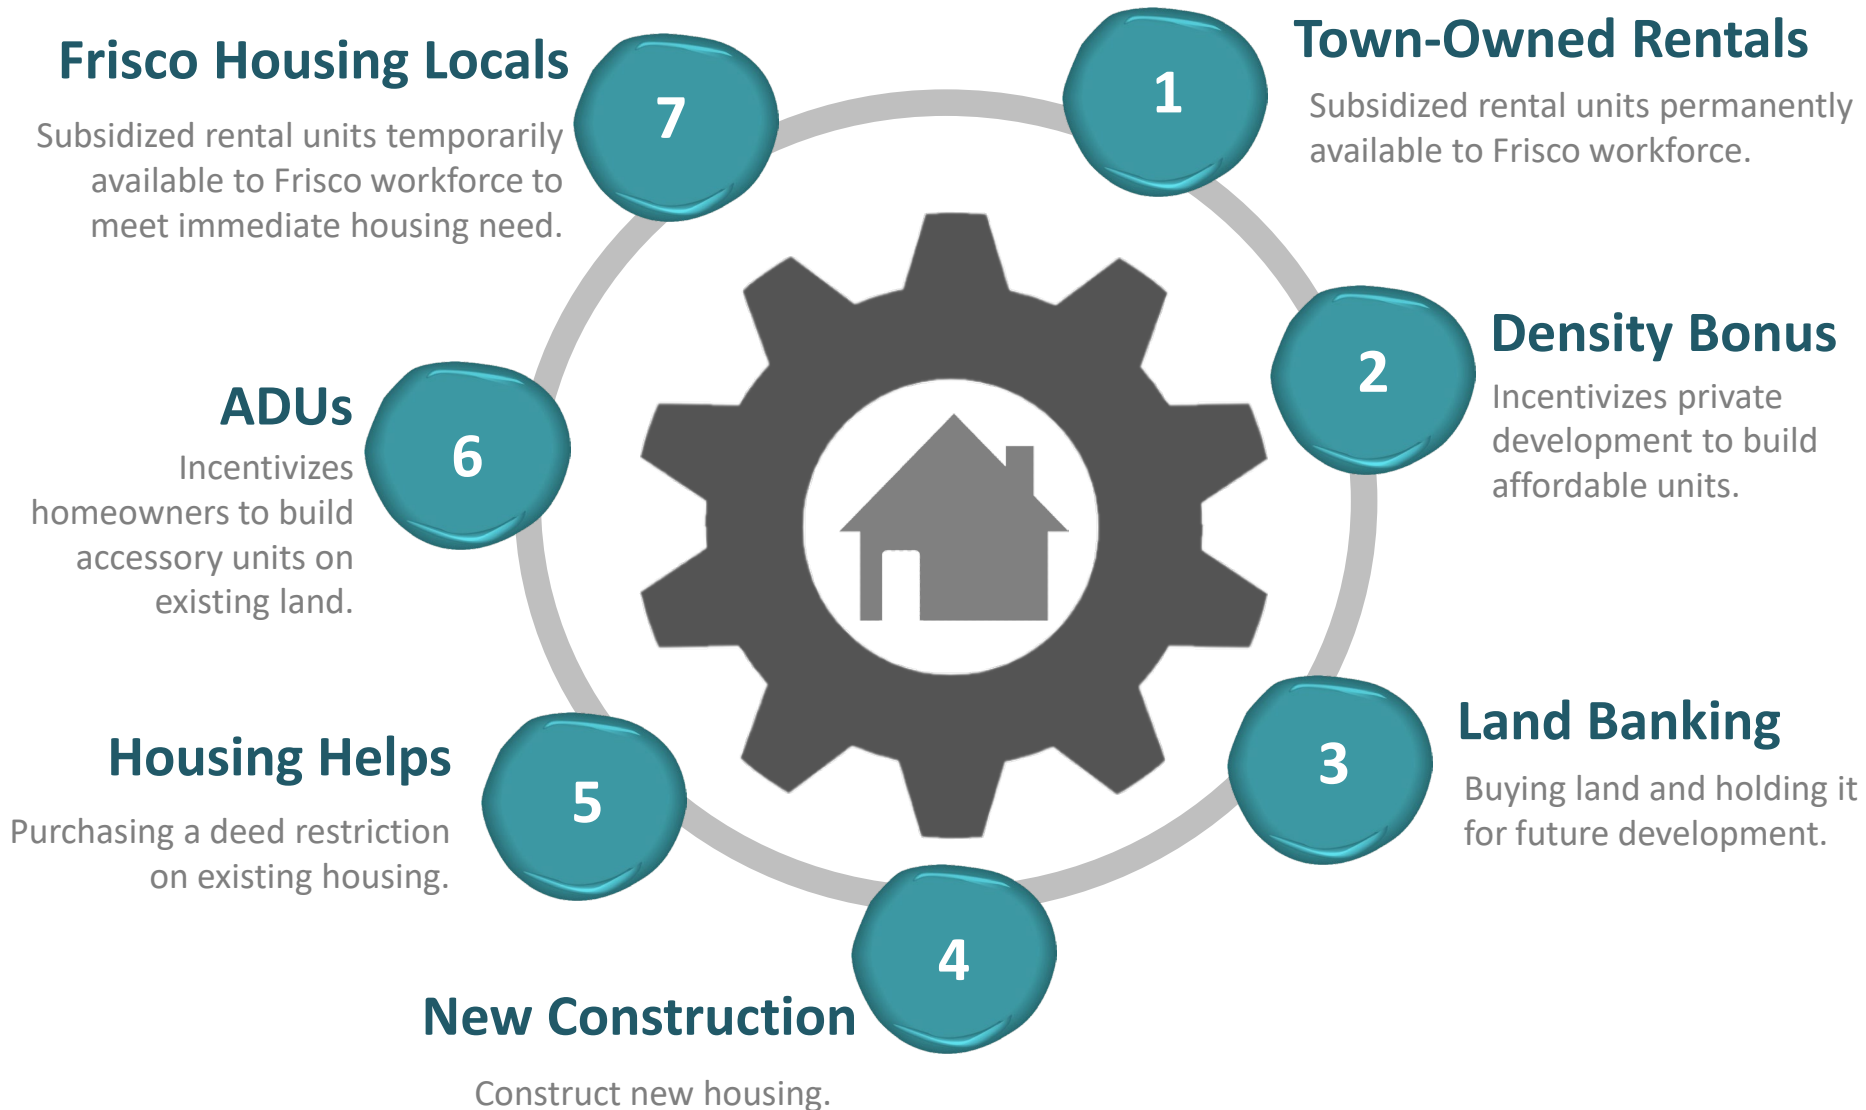 1
Town-Owned Rentals
Subsidized rental units permanently
available to Frisco workforce.
2
Density Bonus
Incentivizes private
development to build
affordable units.
3
Land Banking
Buying land and holding it
for future development.
4
New Construction
Construct new housing.
5
Housing Helps
Purchasing a deed restriction
on existing housing.
6
ADUs
Incentivizes
homeowners to build
accessory units on
existing land.
7
Frisco Housing Locals
Subsidized rental units temporarily
available to Frisco workforce to
meet immediate housing need.